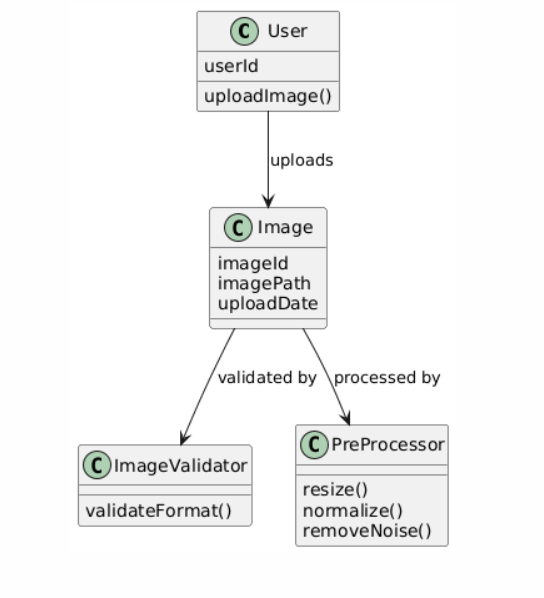 C User
userId
uploadImage()
uploads
C Image
imageId
imagePath
uploadDate
validated by
processed by
C ImageValidator
validateFormat()
C PreProcessor
resize()
normalize()
removeNoise()